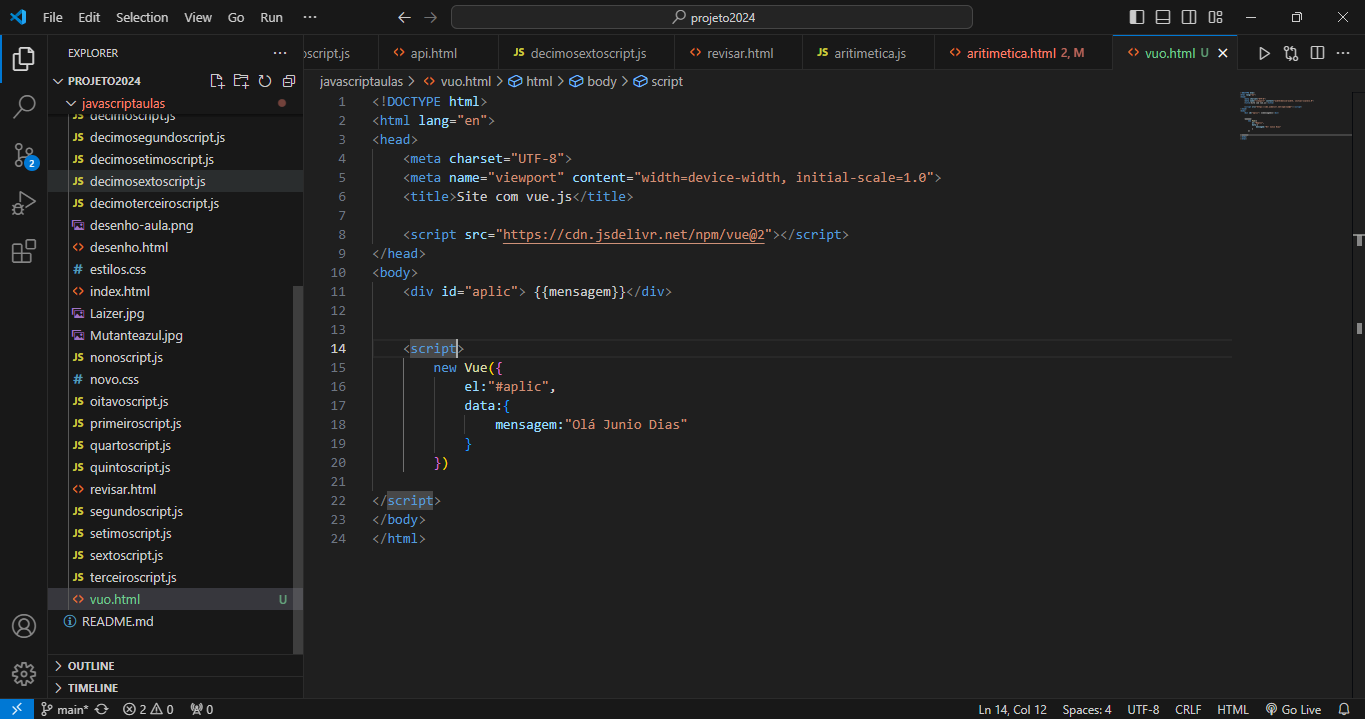 File Edit Selection View Go Run ··· projeto2024
EXPLORER ···
PROJETO2024
javascriptaulas
decimoscript.js
decimosegundoscript.js
decimosetimoscript.js
decimosextoscript.js
decimoterceiroscript.js
desenho-aula.png
desenho.html
estilos.css
index.html
Laizer.jpg
Mutanteazul.jpg
nonoscript.js
novo.css
oitavoscript.js
primeiroscript.js
quartoscript.js
quintoscript.js
revisar.html
segundoscript.js
setimoscript.js
sextoscript.js
terceiroscript.js
vuo.html U
README.md
OUTLINE
TIMELINE
oscript.js <> api.html JS decimosextoscript.js <> revisar.html JS aritimetica.js <> aritimetica.html 2, M <> vuo.html U
javascriptaulas > <> vuo.html > html > body > script
1 <!DOCTYPE html>
2 <html lang="en">
3 <head>
4 <meta charset="UTF-8">
5 <meta name="viewport" content="width=device-width, initial-scale=1.0">
6 <title>Site com vue.js</title>
7
8 <script src="https://cdn.jsdelivr.net/npm/vue@2"></script>
9 </head>
10 <body>
11 <div id="aplic"> {{mensagem}}</div>
12
13
14 <script>
15 new Vue({
16 el:"#aplic",
17 data:{
18 mensagem:"Olá Junio Dias"
19 }
20 })
21
22 </script>
23 </body>
24 </html>
2
main* 2 0 0 Ln 14, Col 12 Spaces: 4 UTF-8 CRLF HTML Go Live